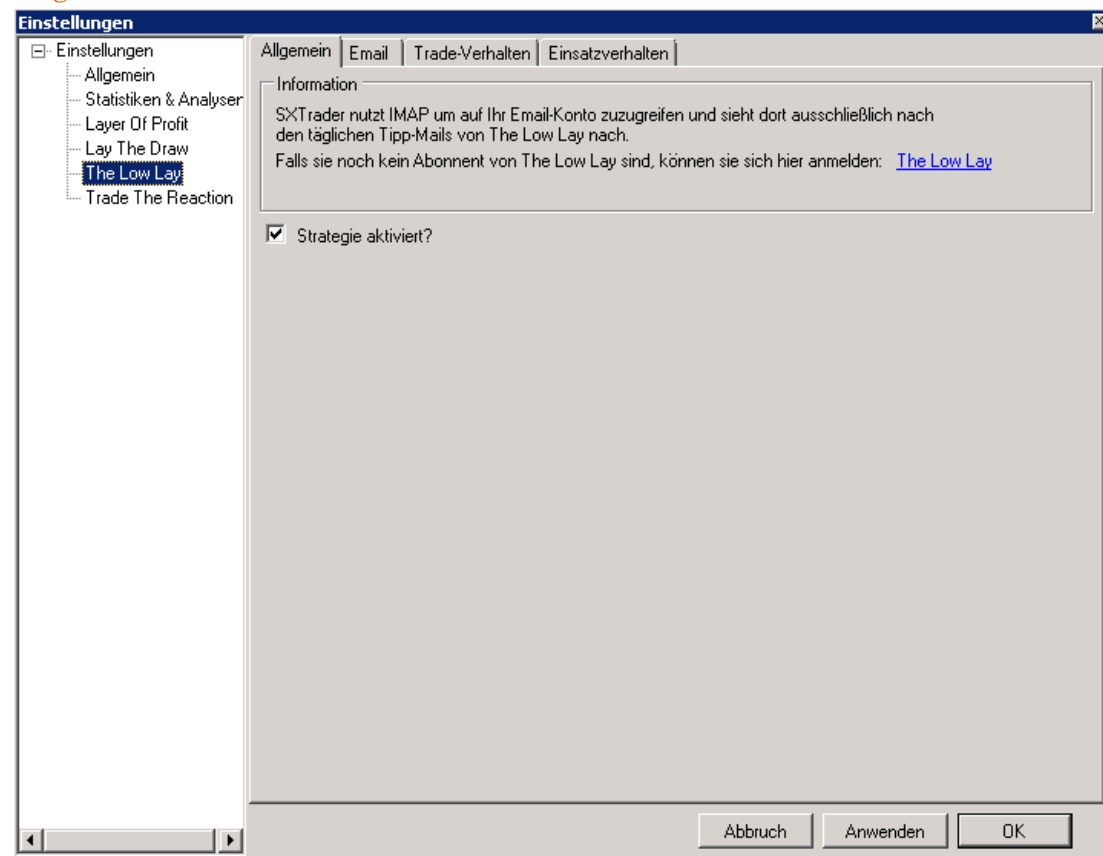 Einstellungen
Einstellungen
Allgemein
Statistiken & Analysen
Layer Of Profit
Lay The Draw
The Low Lay
Trade The Reaction
Allgemein Email Trade-Verhalten Einsatzverhalten
Information
SXTrader nutzt IMAP um auf Ihr Email-Konto zuzugreifen und sieht dort ausschließlich nach
den täglichen Tipp-Mails von The Low Lay nach.
Falls sie noch kein Abonnent von The Low Lay sind, können sie sich hier anmelden: The Low Lay
Strategie aktiviert?
Abbruch Anwenden OK